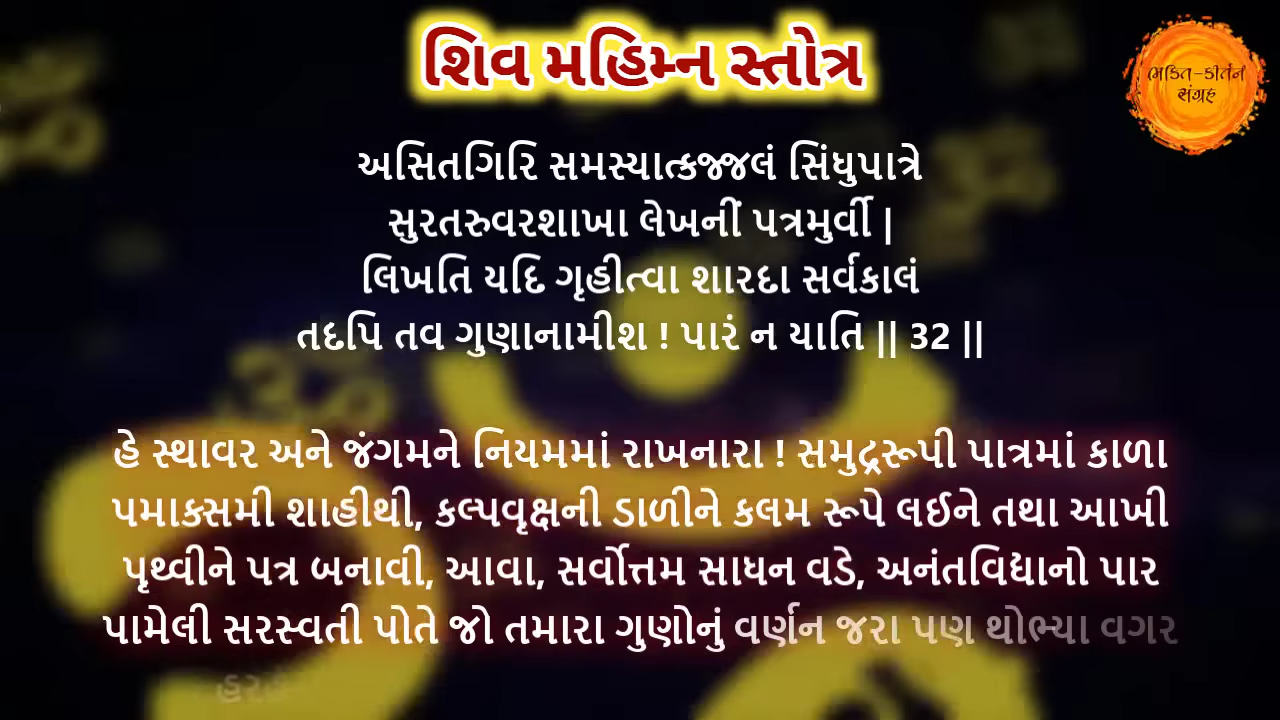 શિવ મહિમ્ન સ્તોત્ર
ભક્તિ-કીર્તન
સંગ્રહ
અસિતગિરિ સમસ્યાત્કજ્જલં સિંધુપાત્રે
સુરતરુવરશાખા લેખનીં પત્રમુર્વી |
લિખતિ યદિ ગૃહીત્વા શારદા સર્વકાલં
તદપિ તવ ગુણાનામીશ ! પારં ન યાતિ || 32 ||
હે સ્થાવર અને જંગમને નિયમમાં રાખનારા ! સમુદ્રરૂપી પાત્રમાં કાળા
પમાક્સમી શાહીથી, કલ્પવૃક્ષની ડાળીને કલમ રૂપે લઈને તથા આખી
પૃથ્વીને પત્ર બનાવી, આવા, સર્વોત્તમ સાધન વડે, અનંતવિદ્યાનો પાર
પામેલી સરસ્વતી પોતે જો તમારા ગુણોનું વર્ણન જરા પણ થોભ્યા વગર